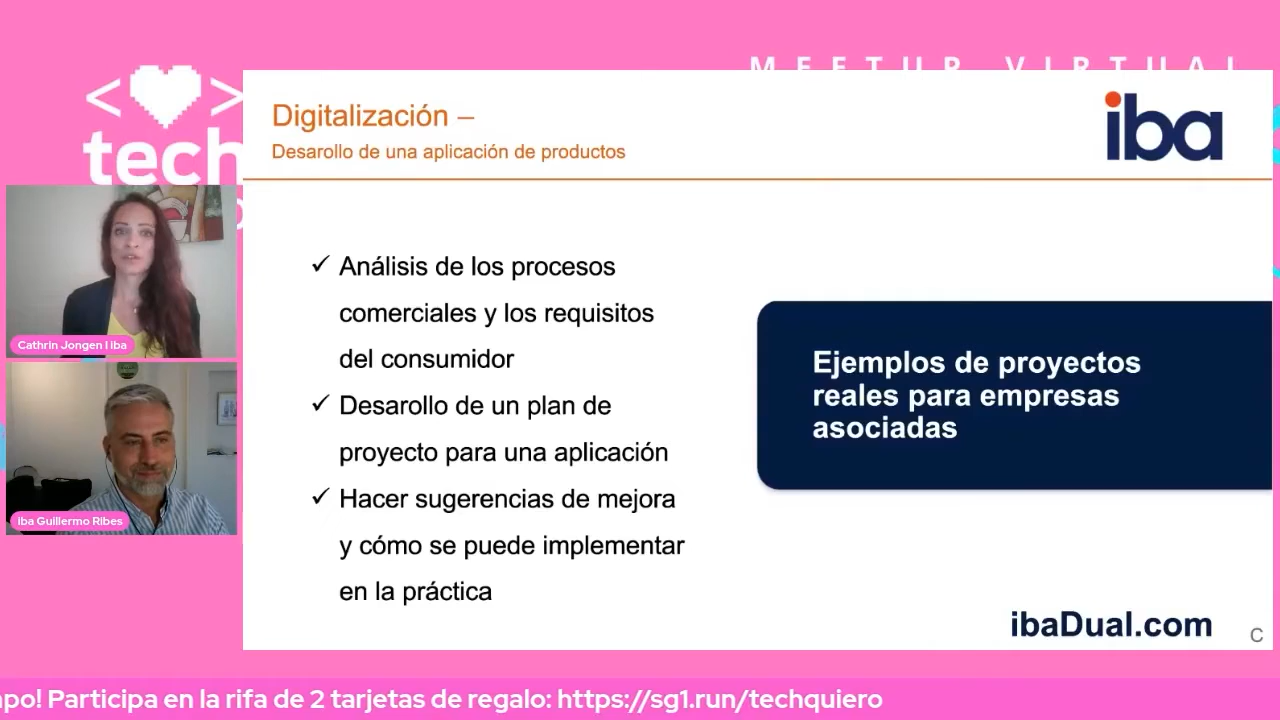 MEETUP VIRTUAL
< >
tech
Digitalización –
Desarollo de una aplicación de productos
iba
Cathrin Jongen I iba
Iba Guillermo Ribes
✓ Análisis de los procesos
comerciales y los requisitos
del consumidor
✓ Desarollo de un plan de
proyecto para una aplicación
✓ Hacer sugerencias de mejora
y cómo se puede implementar
en la práctica
Ejemplos de proyectos
reales para empresas
asociadas
ibaDual.com
C
po! Participa en la rifa de 2 tarjetas de regalo: https://sg1.run/techquiero